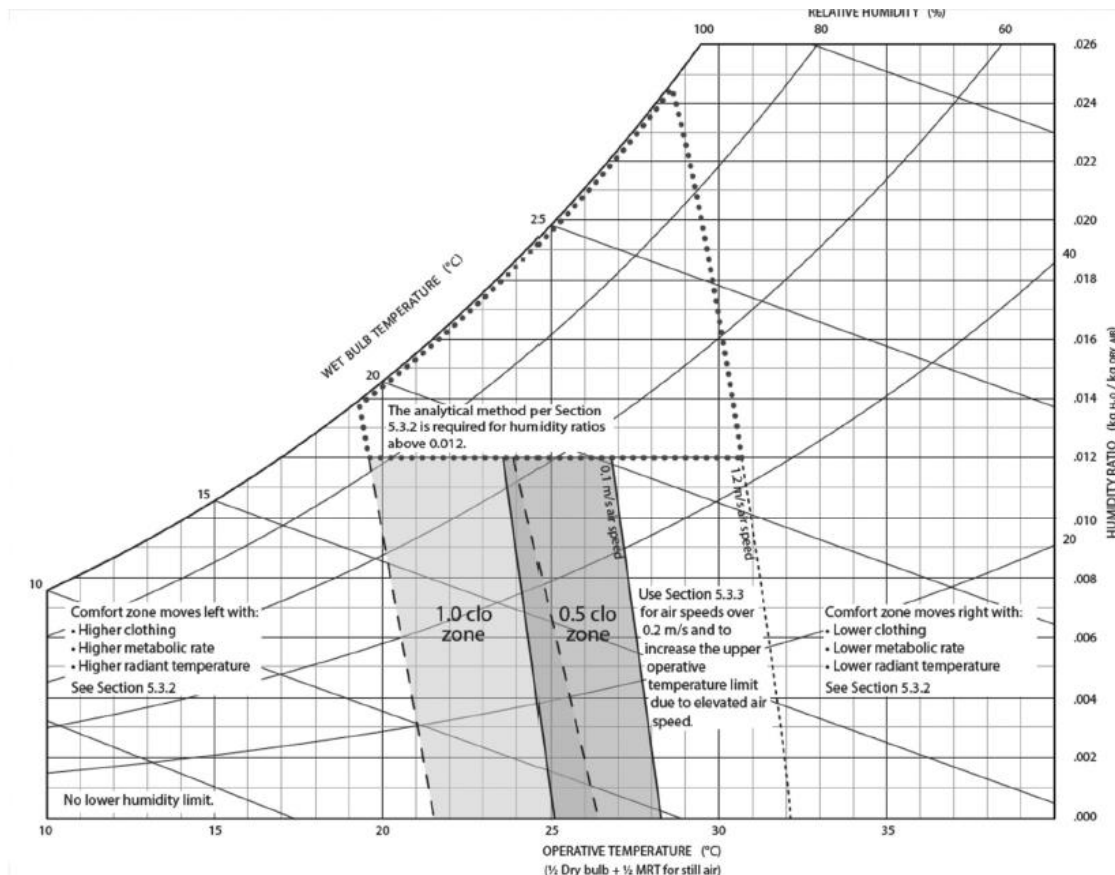 RELATIVE HUMIDITY (%)
100
80
60
.026
.024
.022
25
.020
40
.018
WET BULB TEMPERATURE (°C)
.016
20
.014
The analytical method per Section
5.3.2 is required for humidity ratios
above 0.012.
.012
0.1 m/s air speed
1.2 m/s air speed
HUMIDITY RATIO (kg H₂O / kg DRY AIR)
15
.010
20
10
.008
Comfort zone moves left with:
• Higher clothing
• Higher metabolic rate
• Higher radiant temperature
See Section 5.3.2
1.0 clo
zone
0.5 clo
zone
Use Section 5.3.3
for air speeds over
0.2 m/s and to
increase the upper
operative
temperature limit
due to elevated air
speed.
Comfort zone moves right with:
• Lower clothing
• Lower metabolic rate
• Lower radiant temperature
See Section 5.3.2
.006
.004
.002
No lower humidity limit.
.000
10
15
20
25
30
35
OPERATIVE TEMPERATURE (°C)
(½ Dry bulb + ½ MRT for still air)